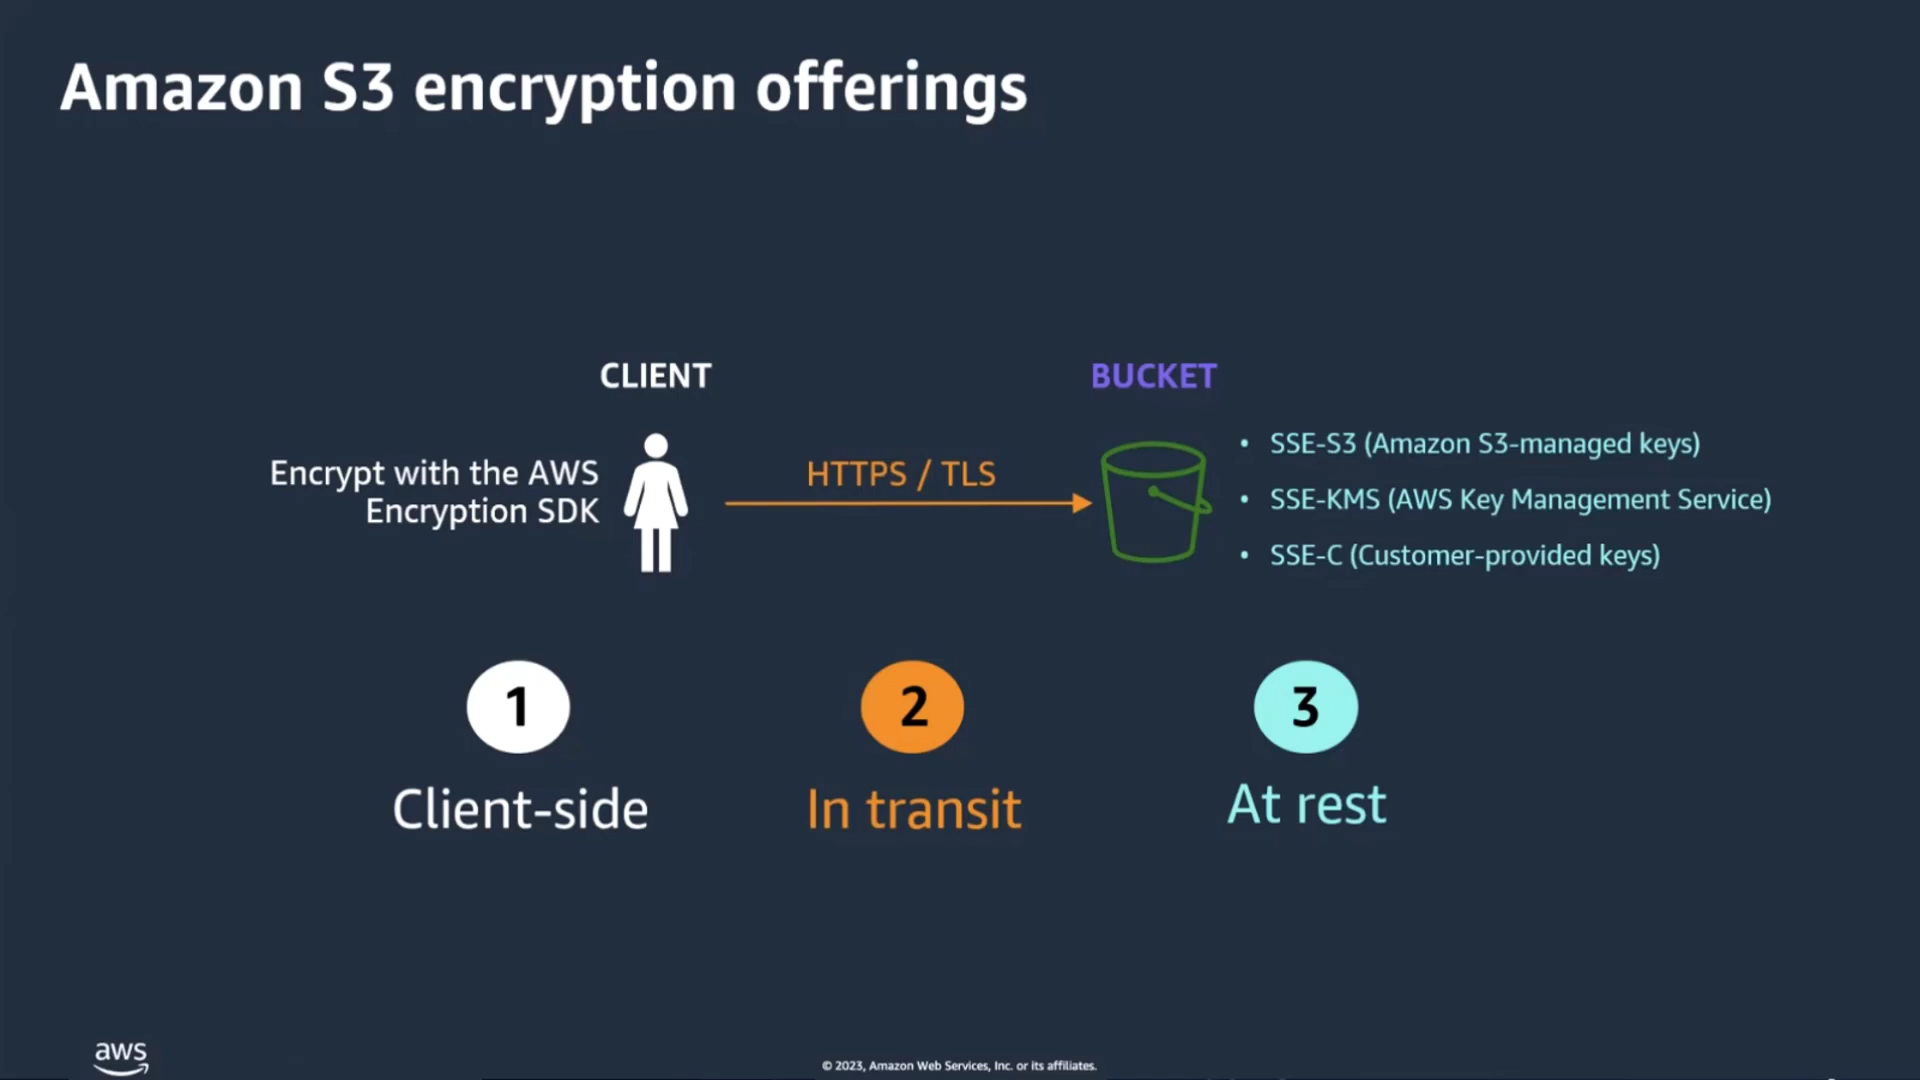 Amazon S3 encryption offerings
CLIENT
BUCKET
Encrypt with the AWS
Encryption SDK
HTTPS / TLS
• SSE-S3 (Amazon S3-managed keys)
• SSE-KMS (AWS Key Management Service)
• SSE-C (Customer-provided keys)
1
2
3
Client-side
In transit
At rest
aws
© 2023, Amazon Web Services, Inc. or its affiliates.